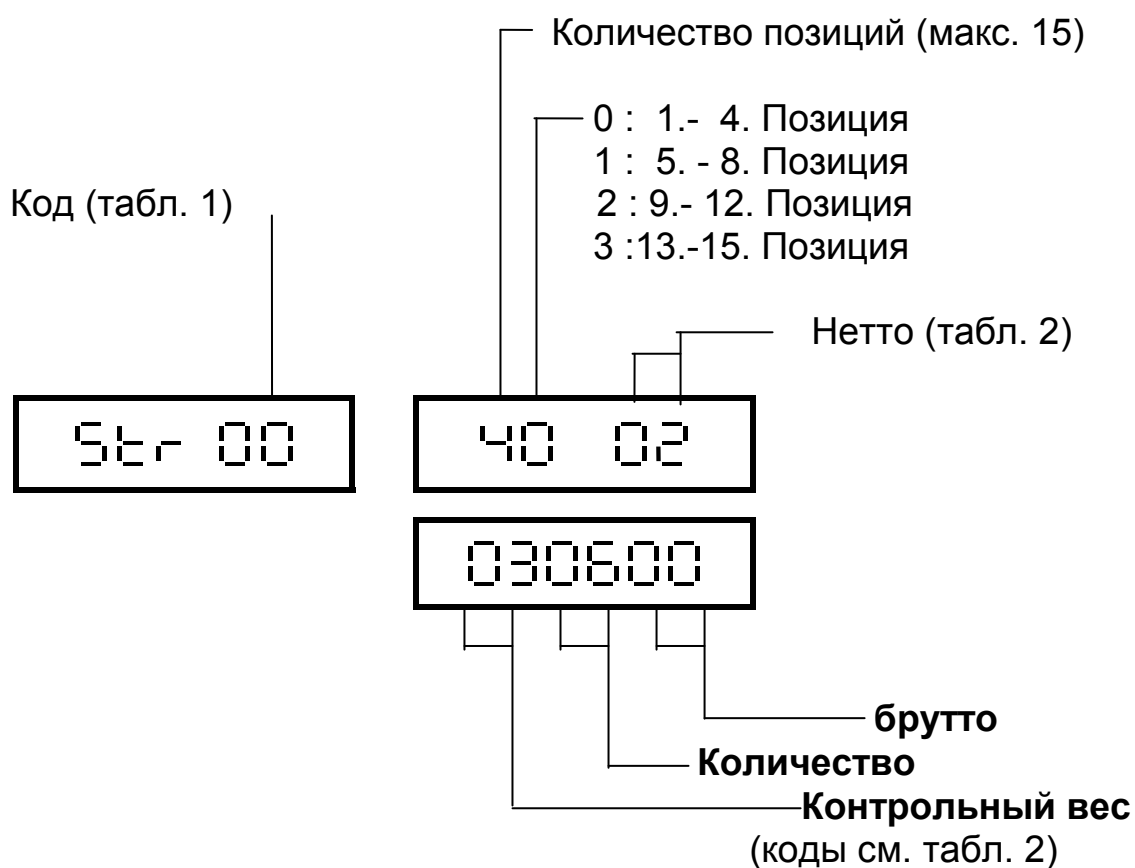 Количество позиций (макс. 15)
0 : 1.- 4. Позиция
1 : 5. - 8. Позиция
2 : 9.- 12. Позиция
3 :13.-15. Позиция
Код (табл. 1)
Нетто (табл. 2)
Str 00
40 02
030600
брутто
Количество
Контрольный вес
(коды см. табл. 2)